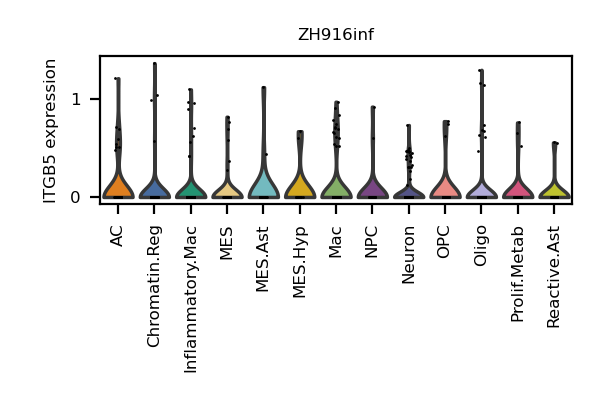 ZH916inf
ITGB5 expression
1
0
AC
Chromatin.Reg
Inflammatory.Mac
MES
MES.Ast
MES.Hyp
Mac
NPC
Neuron
OPC
Oligo
Prolif.Metab
Reactive.Ast